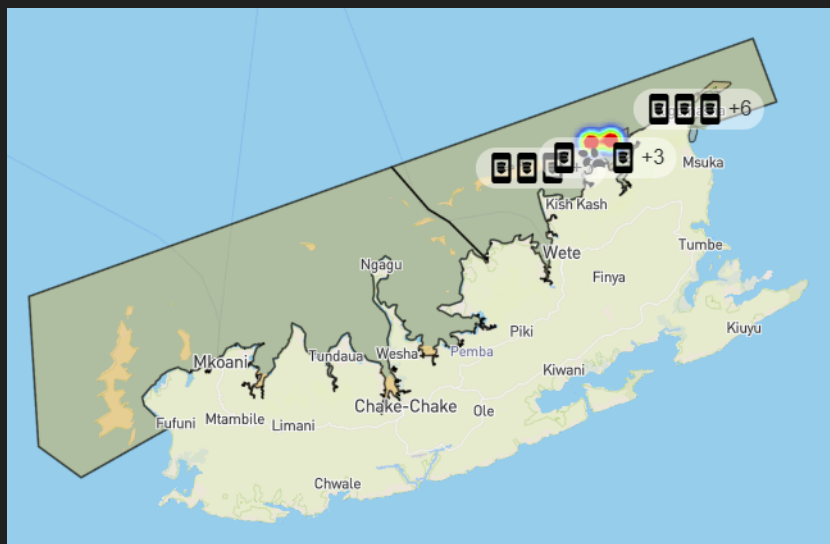 +6
+3
Msuka
Kish Kash
Tumbe
Wete
Ngagu
Finya
Kiuyu
Piki
Mkoani
Tundaua
Wesha
Pemba
Kiwani
Chake-Chake
Ole
Fufuni
Mtambile
Limani
Chwale